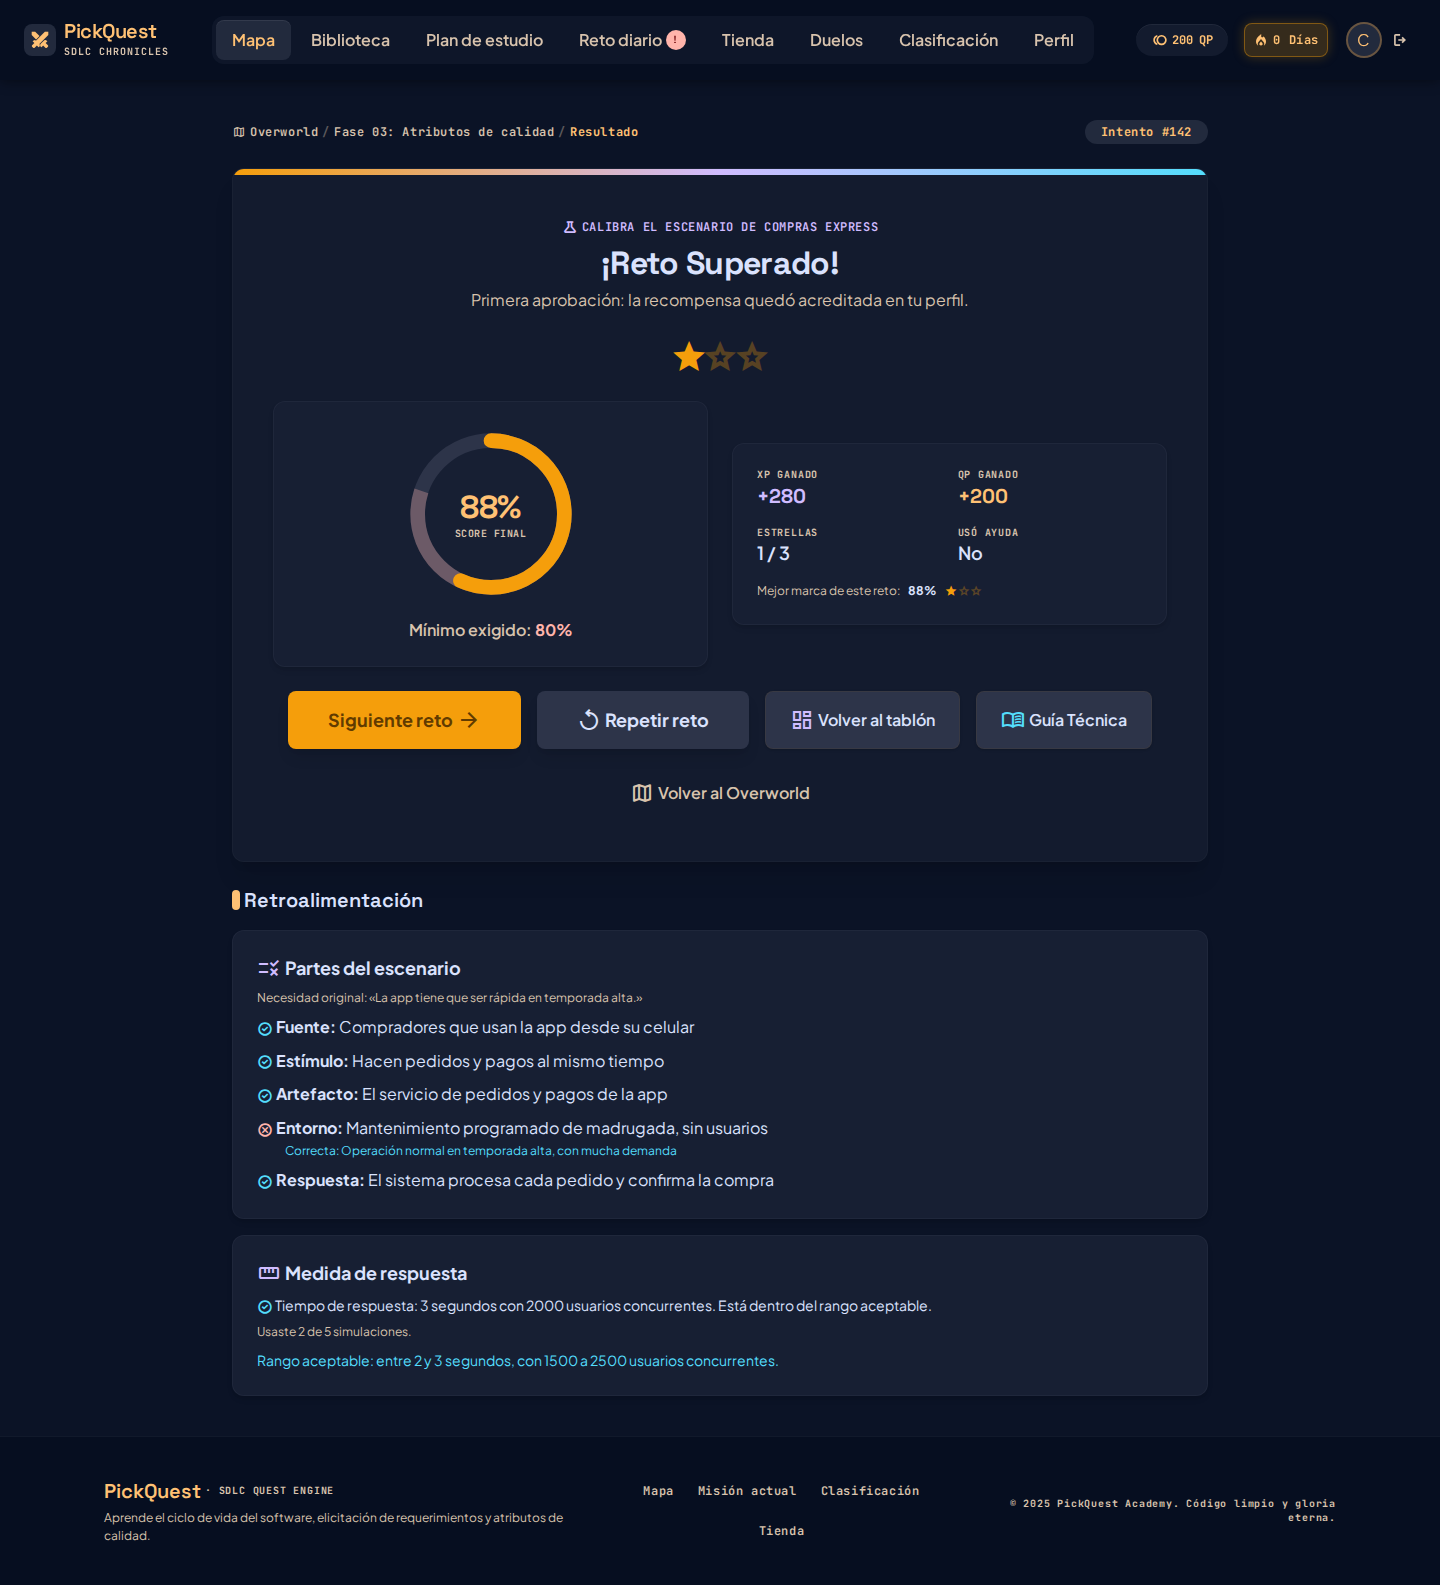 PickQuest
SDLC CHRONICLES
Mapa
Biblioteca
Plan de estudio
Reto diario !
Tienda
Duelos
Clasificación
Perfil
200 QP
0 Días
C
Overworld / Fase 03: Atributos de calidad / Resultado
Intento #142
CALIBRA EL ESCENARIO DE COMPRAS EXPRESS
¡Reto Superado!
Primera aprobación: la recompensa quedó acreditada en tu perfil.
88%
SCORE FINAL
Mínimo exigido: 80%
XP GANADO
+280
QP GANADO
+200
ESTRELLAS
1 / 3
USÓ AYUDA
No
Mejor marca de este reto: 88%
Siguiente reto
Repetir reto
Volver al tablón
Guía Técnica
Volver al Overworld
Retroalimentación
Partes del escenario
Necesidad original: «La app tiene que ser rápida en temporada alta.»
Fuente: Compradores que usan la app desde su celular
Estímulo: Hacen pedidos y pagos al mismo tiempo
Artefacto: El servicio de pedidos y pagos de la app
Entorno: Mantenimiento programado de madrugada, sin usuarios
Correcta: Operación normal en temporada alta, con mucha demanda
Respuesta: El sistema procesa cada pedido y confirma la compra
Medida de respuesta
Tiempo de respuesta: 3 segundos con 2000 usuarios concurrentes. Está dentro del rango aceptable.
Usaste 2 de 5 simulaciones.
Rango aceptable: entre 2 y 3 segundos, con 1500 a 2500 usuarios concurrentes.
PickQuest · SDLC QUEST ENGINE
Aprende el ciclo de vida del software, elicitación de requerimientos y atributos de
calidad.
Mapa
Misión actual
Clasificación
Tienda
© 2025 PickQuest Academy. Código limpio y gloria
eterna.